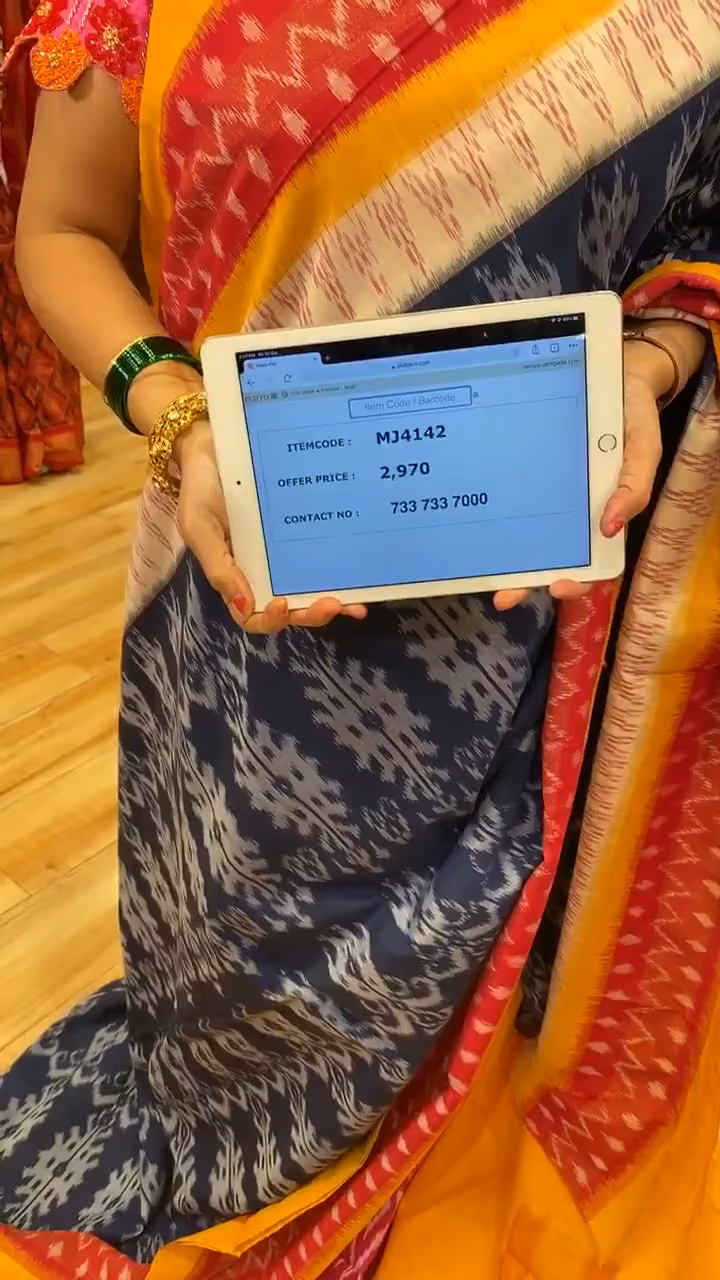 Item Code / Barcode
ITEMCODE : MJ4142
OFFER PRICE : 2,970
CONTACT NO : 733 733 7000